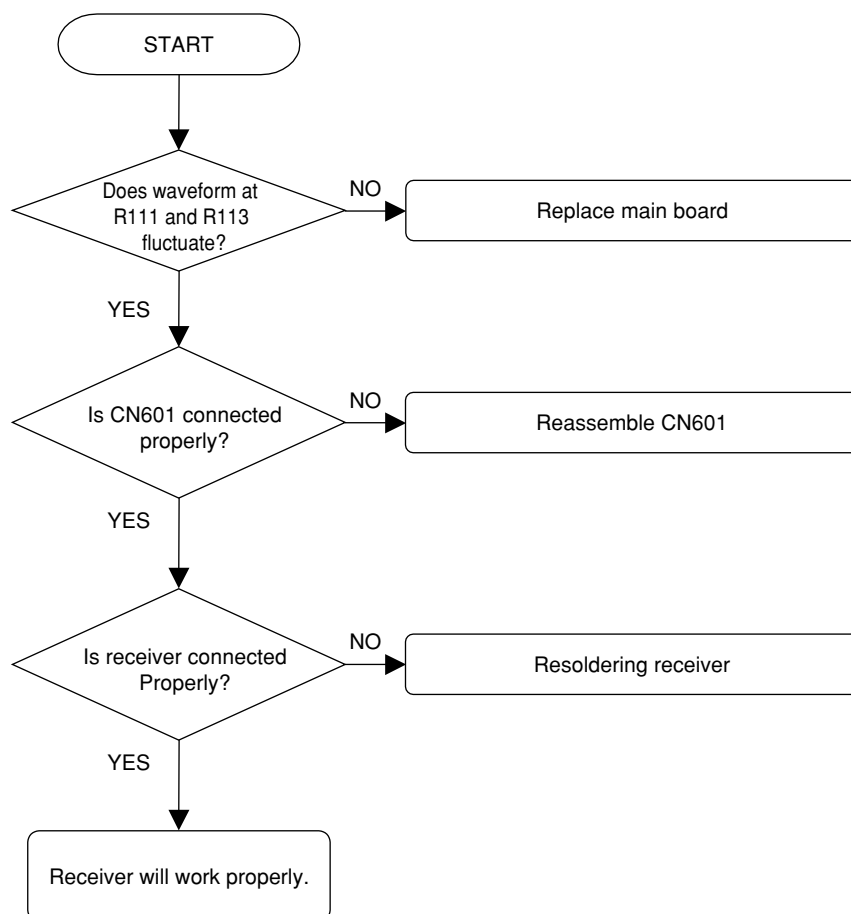 START
Does waveform at
R111 and R113
fluctuate?
NO
Replace main board
YES
Is CN601 connected
properly?
NO
Reassemble CN601
YES
Is receiver connected
Properly?
NO
Resoldering receiver
YES
Receiver will work properly.